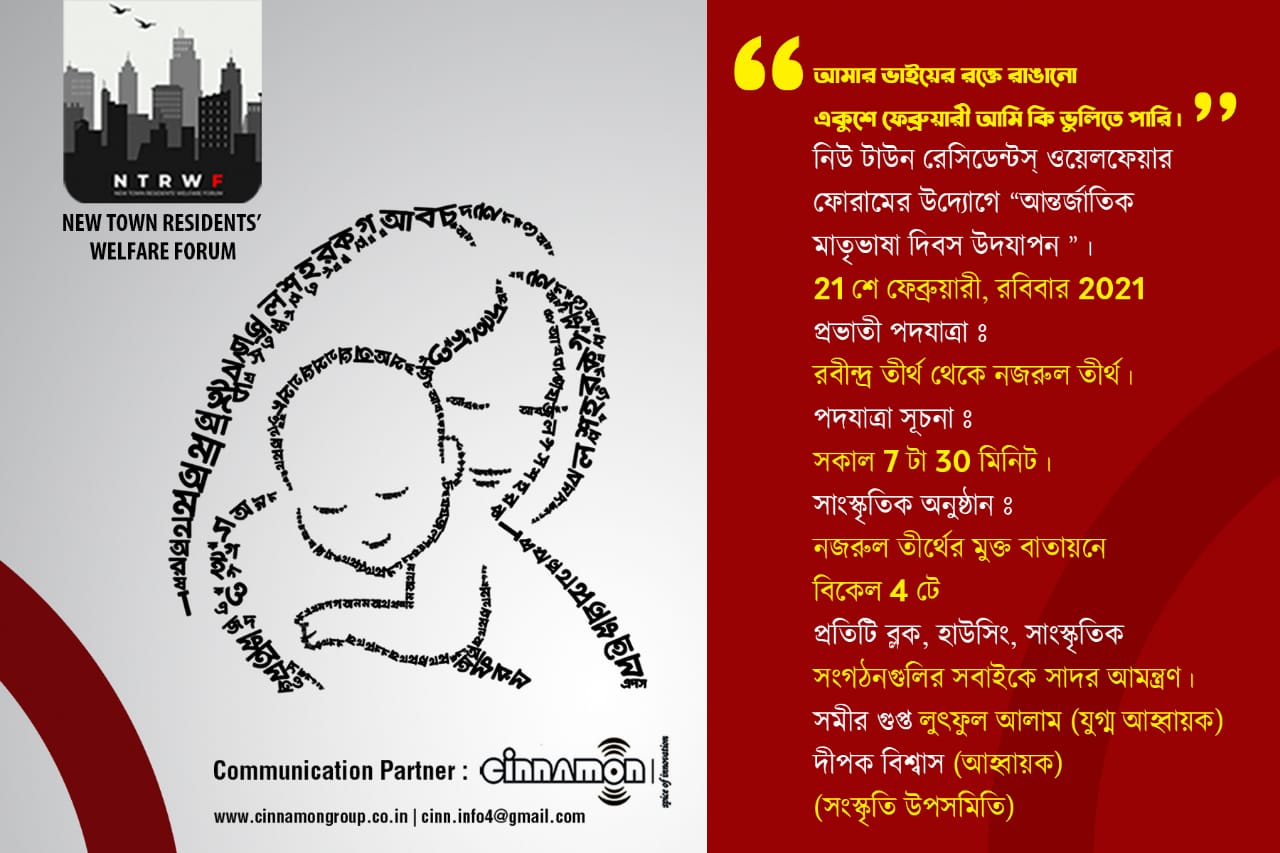 NTRWF
NEW TOWN RESIDENTS' WELFARE FORUM
NEW TOWN RESIDENTS’
WELFARE FORUM
Communication Partner :
cinnamon
spice of innovation
www.cinnamongroup.co.in | cinn.info4@gmail.com
“ আমার ভাইয়ের রক্তে রাঙানো
একুশে ফেব্রুয়ারী আমি কি ভুলিতে পারি। ”
নিউ টাউন রেসিডেন্টস্ ওয়েলফেয়ার
ফোরামের উদ্যোগে “আন্তর্জাতিক
মাতৃভাষা দিবস উদযাপন ”।
21 শে ফেব্রুয়ারী, রবিবার 2021
প্রভাতী পদযাত্রা ঃ
রবীন্দ্র তীর্থ থেকে নজরুল তীর্থ।
পদযাত্রা সূচনা ঃ
সকাল 7 টা 30 মিনিট।
সাংস্কৃতিক অনুষ্ঠান ঃ
নজরুল তীর্থের মুক্ত বাতায়নে
বিকেল 4 টে
প্রতিটি ব্লক, হাউসিং, সাংস্কৃতিক
সংগঠনগুলির সবাইকে সাদর আমন্ত্রণ।
সমীর গুপ্ত লুৎফুল আলাম (যুগ্ম আহ্বায়ক)
দীপক বিশ্বাস (আহ্বায়ক)
(সংস্কৃতি উপসমিতি)